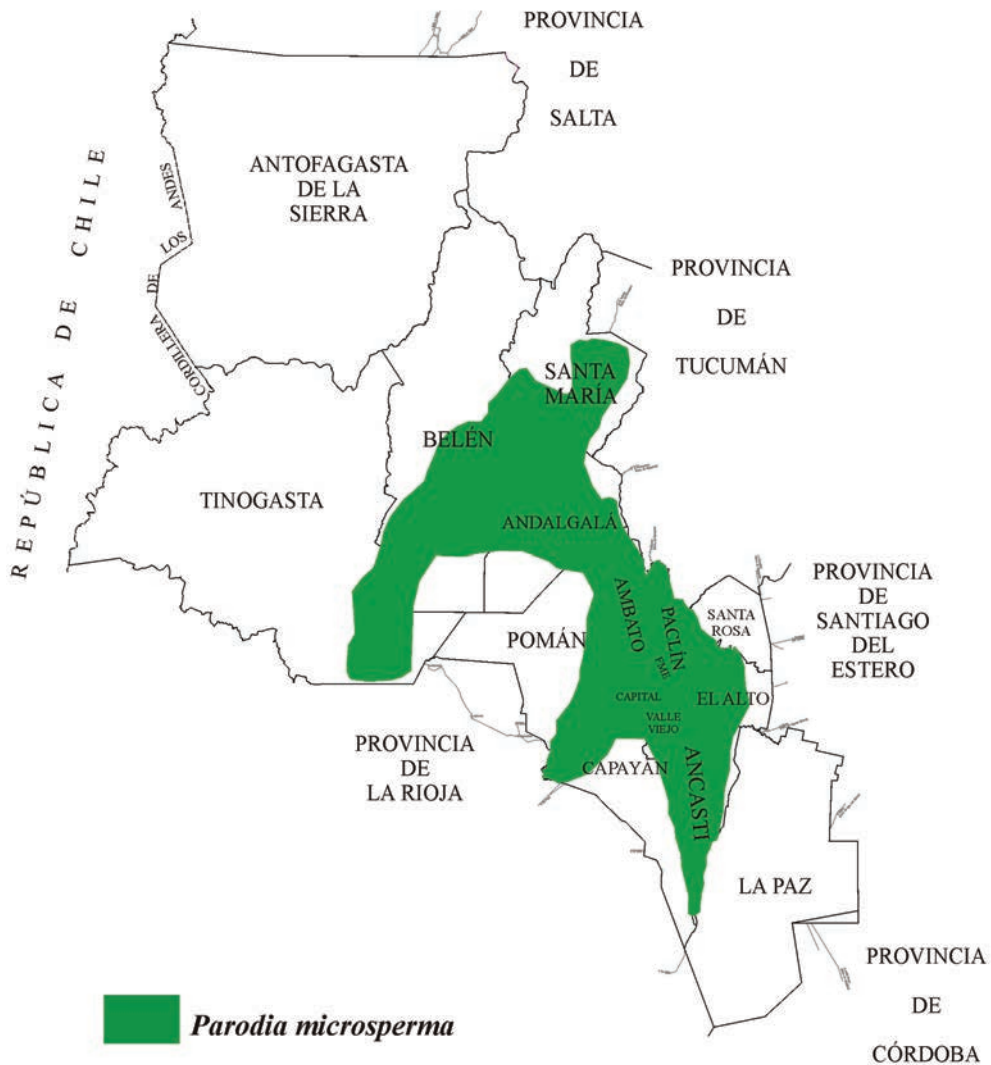 PROVINCIA
DE
SALTA
ANTOFAGASTA
DE LA
SIERRA
REPÚBLICA DE CHILE
CORDILLERA DE LOS ANDES
PROVINCIA
DE
TUCUMÁN
SANTA
MARÍA
BELÉN
TINOGASTA
ANDALGALÁ
PROVINCIA
DE
SANTIAGO
DEL
ESTERO
AMBATO
PACLÍN
SANTA
ROSA
POMÁN
FME
CAPITAL
EL ALTO
VALLE
VIEJO
PROVINCIA
DE
LA RIOJA
CAPAYÁN
ANCASTI
LA PAZ
PROVINCIA
DE
CÓRDOBA
Parodia microsperma